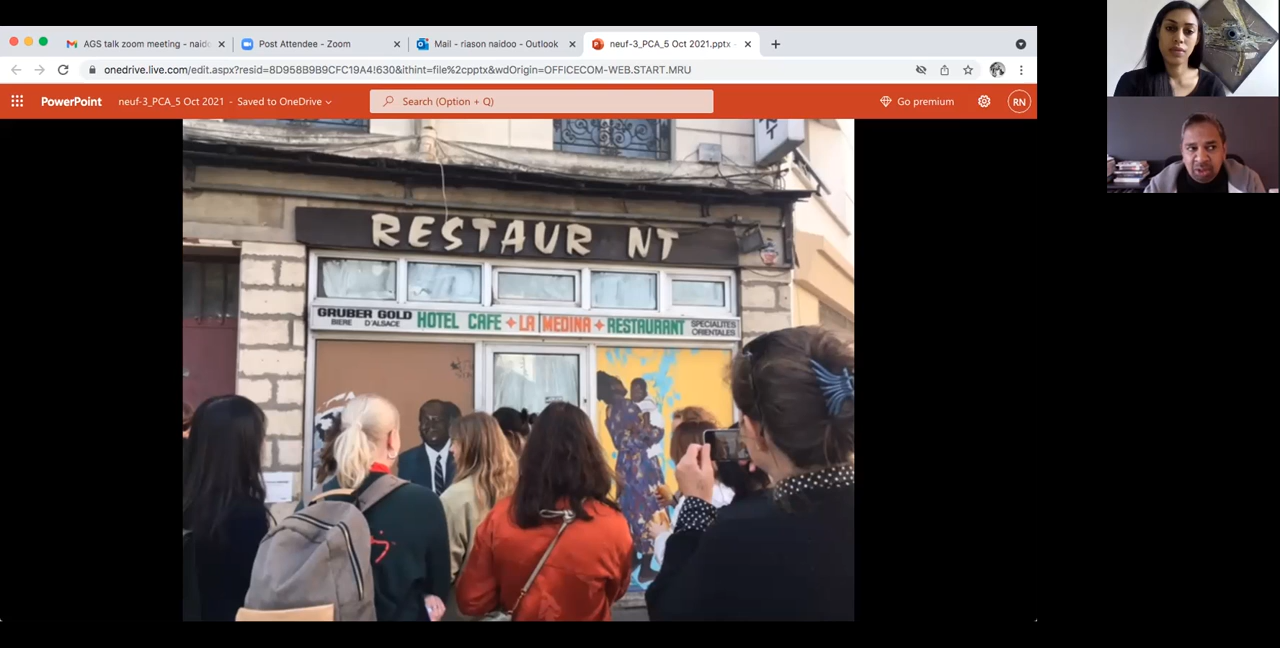 AGS talk zoom meeting - naid
Post Attendee - Zoom
Mail - riason naidoo - Outlook
neuf-3_PCA_5 Oct 2021.pptx -
onedrive.live.com/edit.aspx?resid=8D958B9B9CFC19A4!630&ithint=file%2cpptx&wdOrigin=OFFICECOM-WEB.START.MRU
PowerPoint
neuf-3_PCA_5 Oct 2021 - Saved to OneDrive
Search (Option + Q)
Go premium
RN
RESTAUR NT
GRUBER GOLD
BIERE D'ALSACE
HOTEL CAFE + LA MEDINA + RESTAURANT
SPECIALITES
ORIENTALES